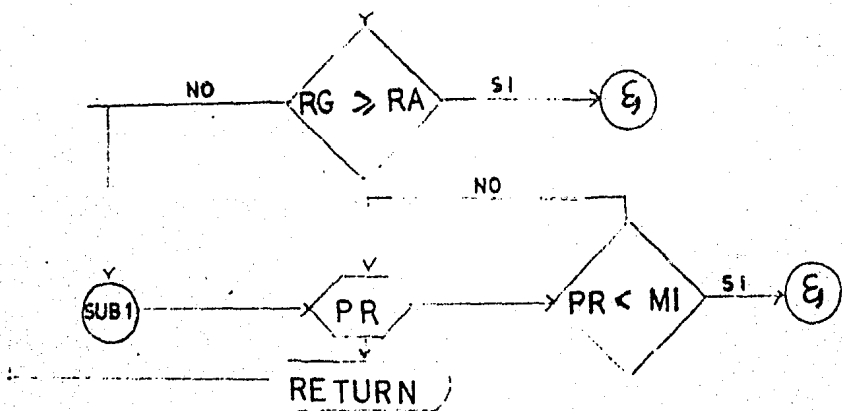 NO
RG ⩾ RA
SI
NO
SUB1
PR
PR < MI
SI
RETURN